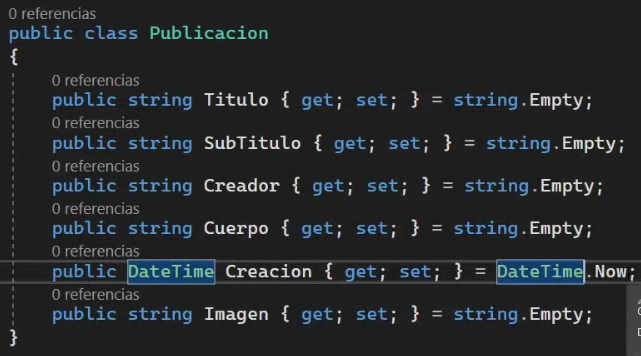 0 referencias
public class Publicacion
{
0 referencias
public string Titulo { get; set; } = string.Empty;
0 referencias
public string SubTitulo { get; set; } = string.Empty;
0 referencias
public string Creador { get; set; } = string.Empty;
0 referencias
public string Cuerpo { get; set; } = string.Empty;
0 referencias
public DateTime Creacion { get; set; } = DateTime.Now;
0 referencias
public string Imagen { get; set; } = string.Empty;
}